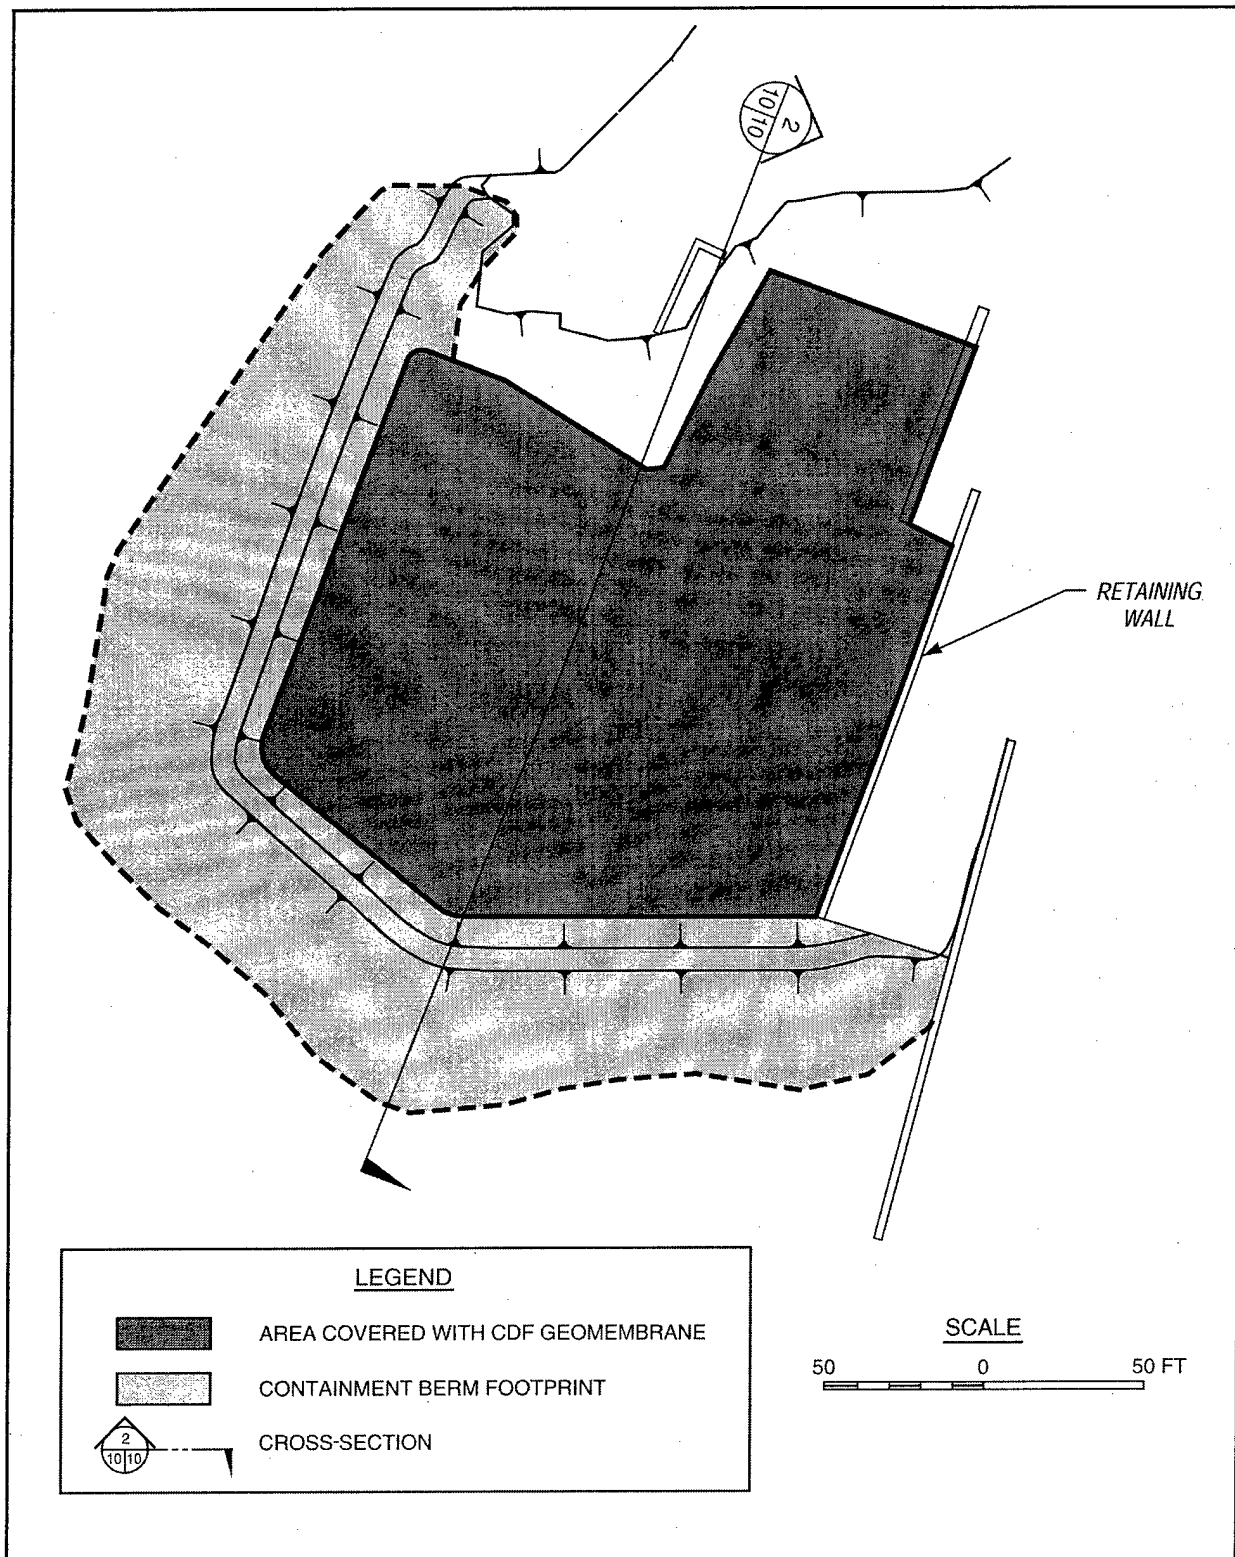 2
10 10
RETAINING
WALL
LEGEND
AREA COVERED WITH CDF GEOMEMBRANE
CONTAINMENT BERM FOOTPRINT
2
10 10
CROSS-SECTION
SCALE
50 0 50 FT